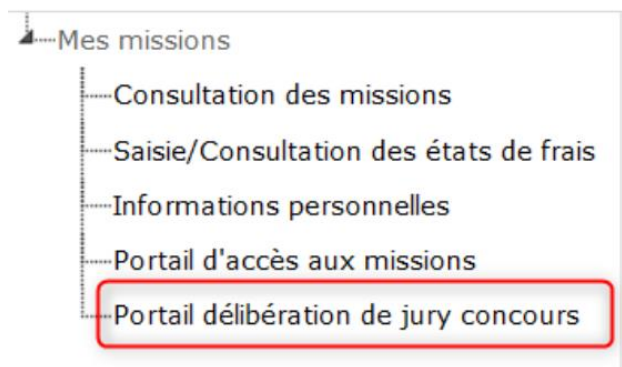 Mes missions
Consultation des missions
Saisie/Consultation des états de frais
Informations personnelles
Portail d'accès aux missions
Portail délibération de jury concours